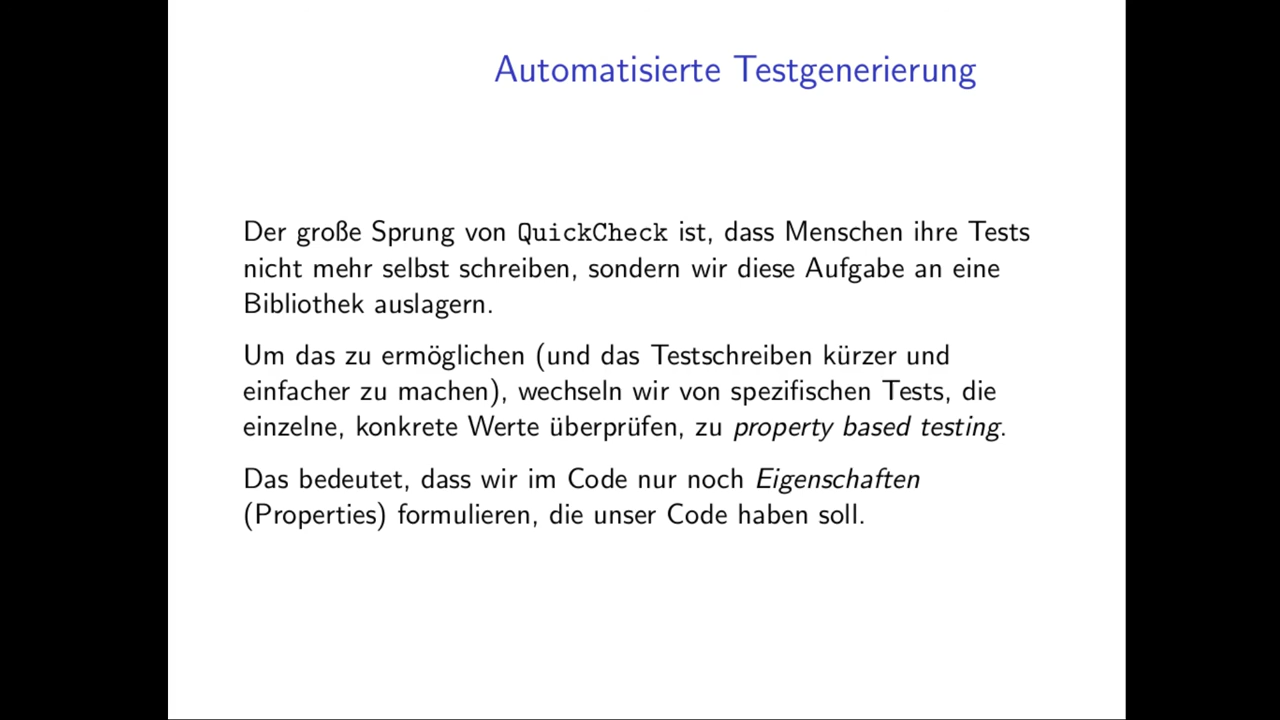 Automatisierte Testgenerierung
Der große Sprung von QuickCheck ist, dass Menschen ihre Tests
nicht mehr selbst schreiben, sondern wir diese Aufgabe an eine
Bibliothek auslagern.
Um das zu ermöglichen (und das Testschreiben kürzer und
einfacher zu machen), wechseln wir von spezifischen Tests, die
einzelne, konkrete Werte überprüfen, zu property based testing.
Das bedeutet, dass wir im Code nur noch Eigenschaften
(Properties) formulieren, die unser Code haben soll.